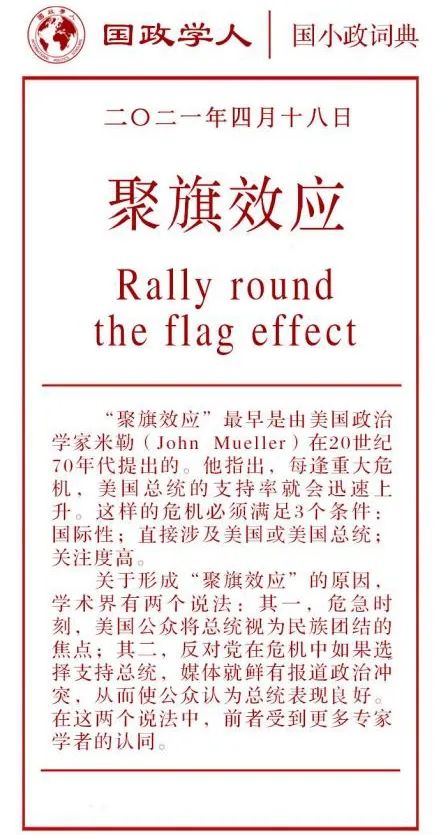 国政学人 国小政词典
二〇二一年四月十八日
聚旗效应
Rally round
the flag effect
“聚旗效应”最早是由美国政治
学家米勒（John Mueller）在20世纪
70年代提出的。他指出，每逢重大危
机，美国总统的支持率就会迅速上
升。这样的危机必须满足3个条件：
国际性；直接涉及美国或美国总统；
关注度高。
关于形成“聚旗效应”的原因，
学术界有两个说法：其一，危急时
刻，美国公众将总统视为民族团结的
焦点；其二，反对党在危机中如果选
择支持总统，媒体就鲜有报道政治冲
突，从而使公众认为总统表现良好。
在这两个说法中，前者受到更多专家
学者的认同。